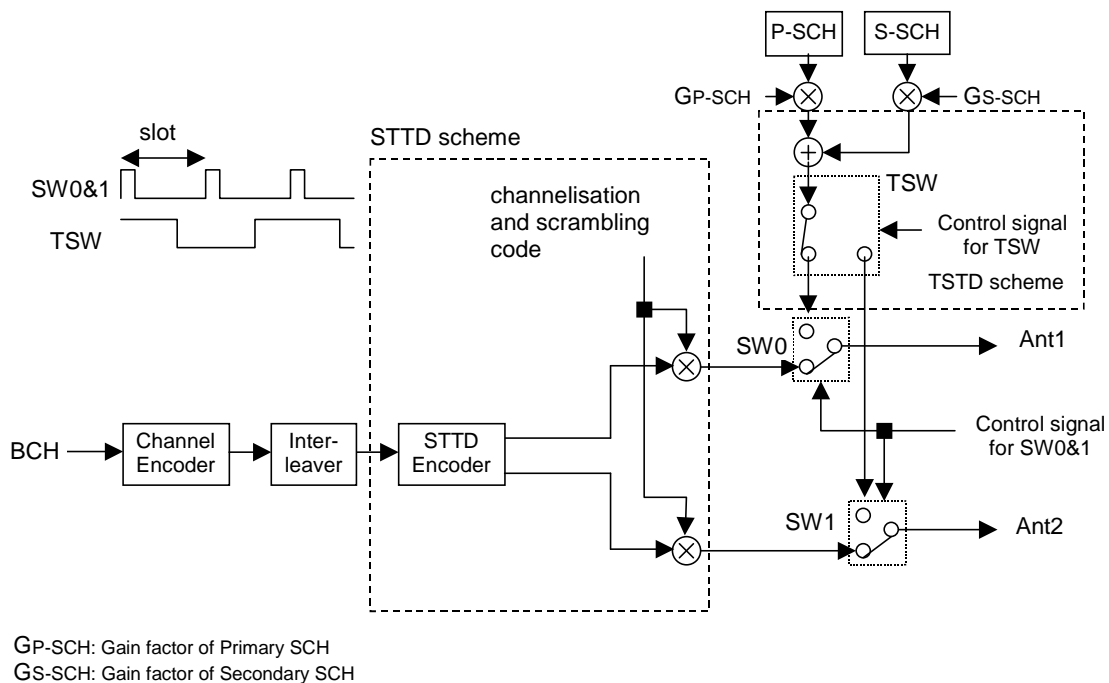 P-SCH
S-SCH
GP-SCH
GS-SCH
slot
STTD scheme
SW0&1
TSW
channelisation
and scrambling
code
TSW
Control signal
for TSW
TSTD scheme
SW0
Ant1
BCH
Channel
Encoder
Inter-
leaver
STTD
Encoder
Control signal
for SW0&1
SW1
Ant2
GP-SCH: Gain factor of Primary SCH
GS-SCH: Gain factor of Secondary SCH